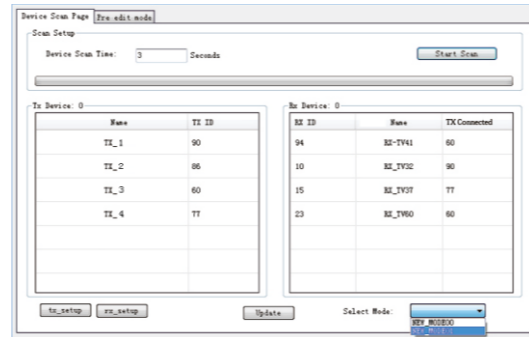 Device Scan Page Pre edit mode
Scan Setup
Device Scan Time: 3 Seconds Start Scan
Tx Device: 0 Rx Device: 0
Name TX ID RX ID Name TX Connected
TX_1 90 94 RX-TV41 60
TX_2 86 10 RX_TV32 90
TX_3 60 15 RX_TV37 77
TX_4 77 23 RX_TV60 60
tx_setup rx_setup Update Select Mode:
NEW_MODE00